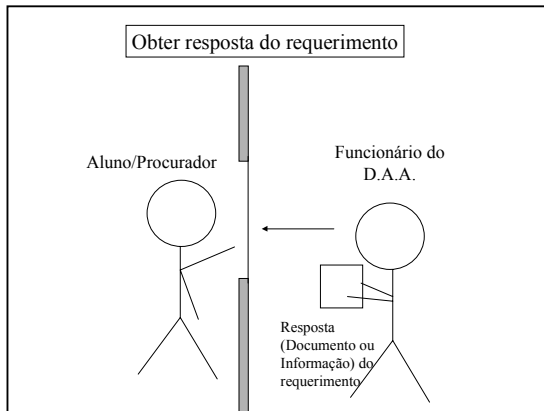 Obter resposta do requerimento
Aluno/Procurador
Funcionário do
D.A.A.
Resposta
(Documento ou
Informação) do
requerimento